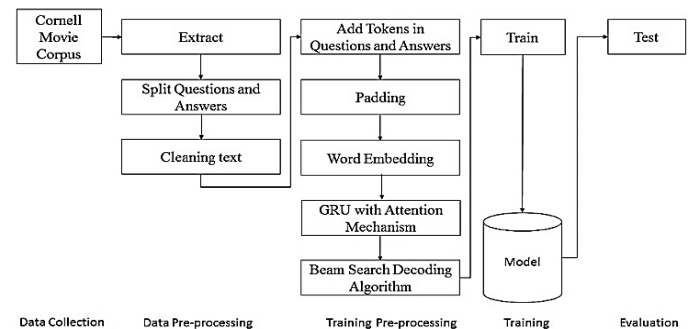 Cornell
Movie
Corpus
Extract
Split Questions and
Answers
Cleaning text
Add Tokens in
Questions and Answers
Padding
Word Embedding
GRU with Attention
Mechanism
Beam Search Decoding
Algorithm
Train
Model
Test
Data Collection
Data Pre-processing
Training Pre-processing
Training
Evaluation